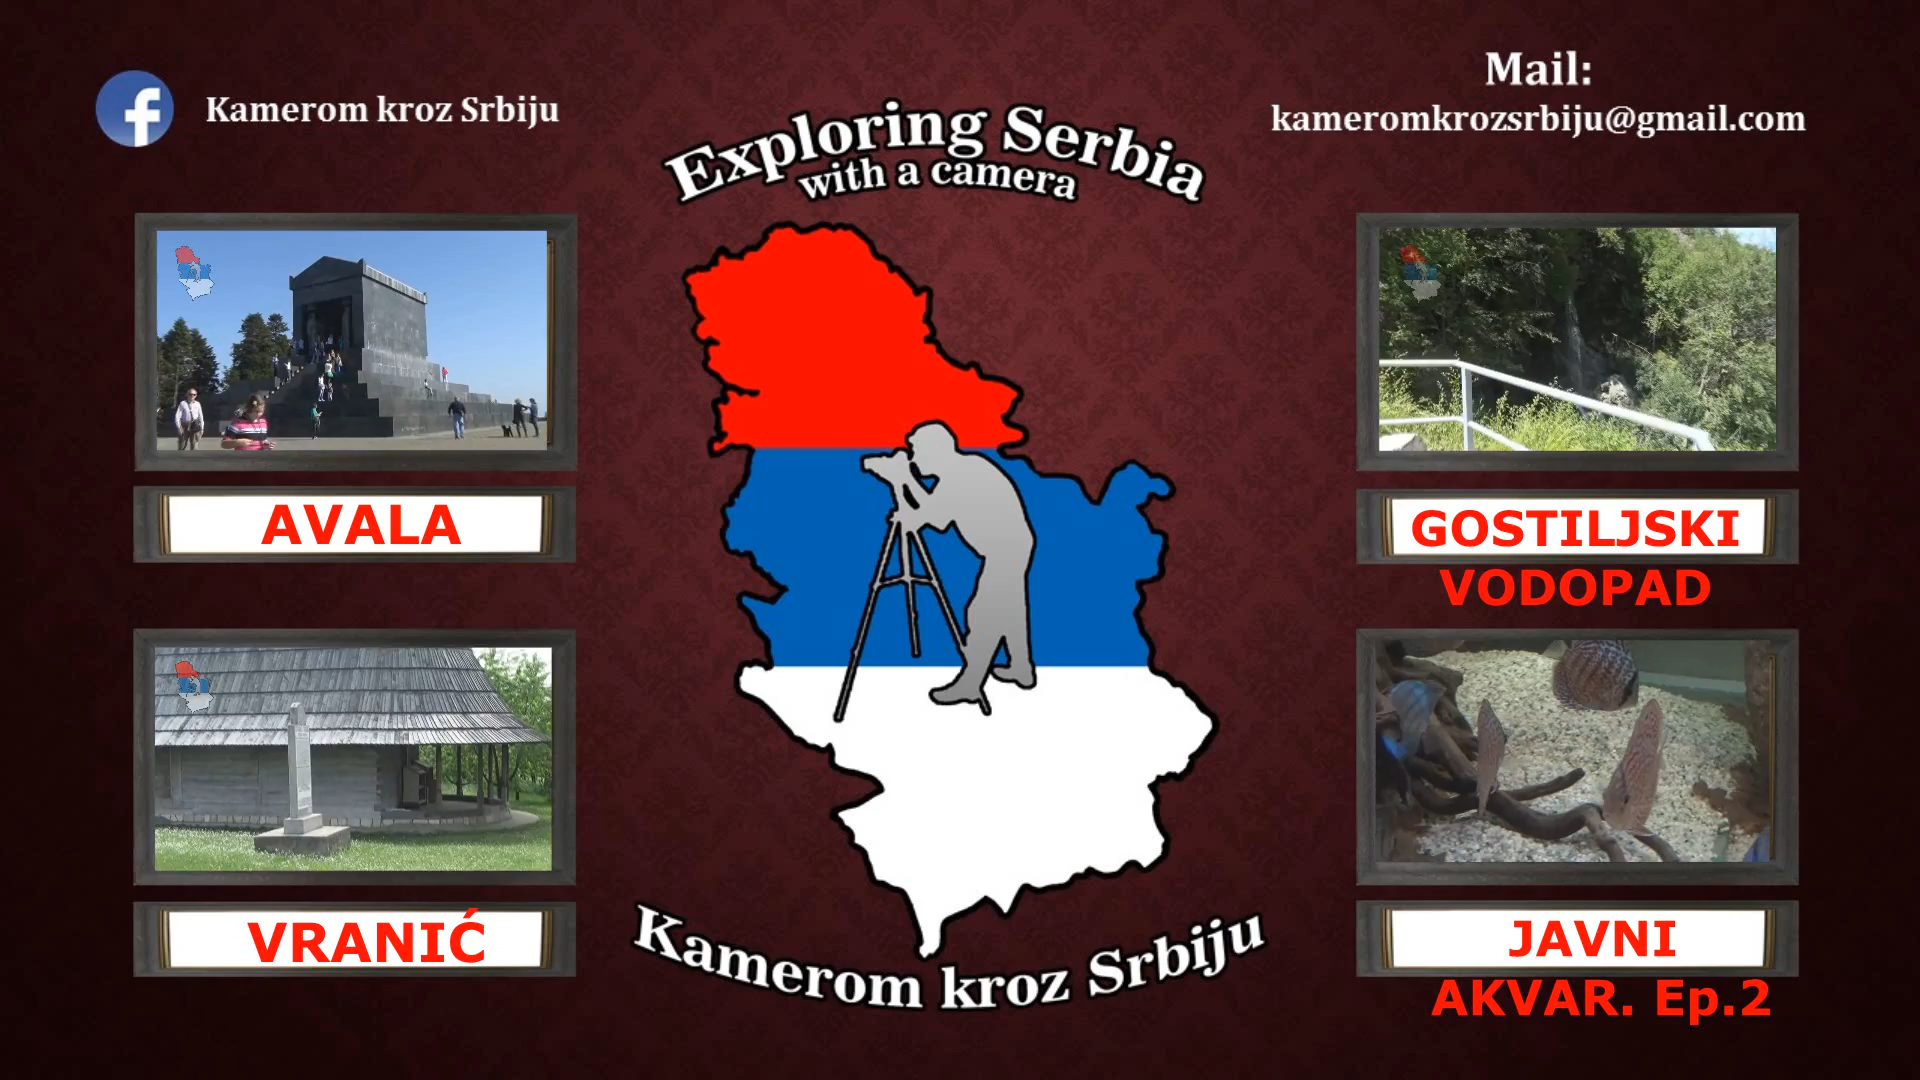 Kamerom kroz Srbiju
Mail:
kameromkrozsrbiju@gmail.com
Exploring Serbia
with a camera
AVALA
GOSTILJSKI
VODOPAD
VRANIĆ
JAVNI
AKVAR. Ep.2
Kamerom kroz Srbiju